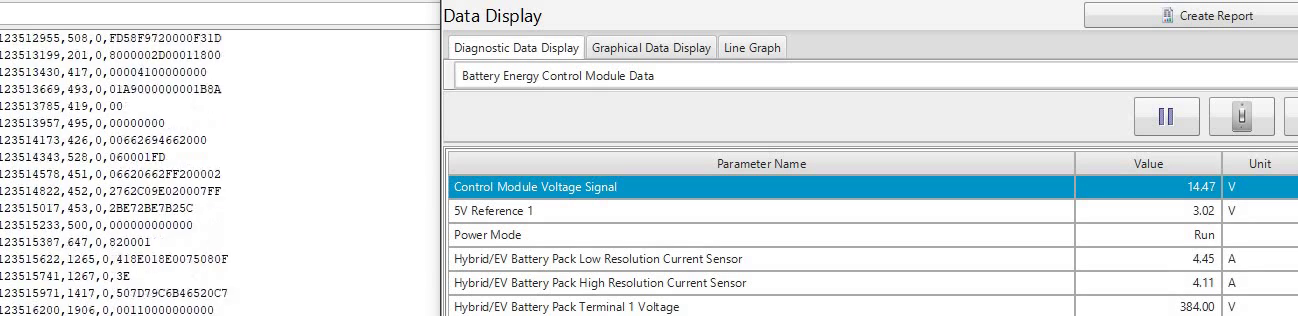 123512955,508,0,FD58F9720000F31D
123513199,201,0,8000002D00011800
123513430,417,0,00004100000000
123513669,493,0,01A9000000001B8A
123513785,419,0,00
123513957,495,0,00000000
123514173,426,0,00662694662000
123514343,528,0,060001FD
123514578,451,0,06620662FF200002
123514822,452,0,2762C09E020007FF
123515017,453,0,2BE72BE7B25C
123515233,500,0,000000000000
123515387,647,0,820001
123515622,1265,0,418E018E0075080F
123515741,1267,0,3E
123515971,1417,0,507D79C6B46520C7
123516200,1906,0,00110000000000
Data Display
Create Report
Diagnostic Data Display Graphical Data Display Line Graph
Battery Energy Control Module Data
Parameter Name Value Unit
Control Module Voltage Signal 14.47 V
5V Reference 1 3.02 V
Power Mode Run
Hybrid/EV Battery Pack Low Resolution Current Sensor 4.45 A
Hybrid/EV Battery Pack High Resolution Current Sensor 4.11 A
Hybrid/EV Battery Pack Terminal 1 Voltage 384.00 V